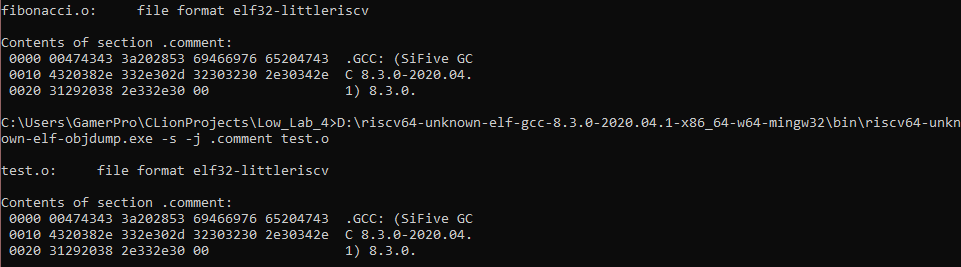 fibonacci.o:     file format elf32-littleriscv
Contents of section .comment:
 0000 00474343 3a202853 69466976 65204743  .GCC: (SiFive GC
 0010 4320382e 332e302d 32303230 2e30342e  C 8.3.0-2020.04.
 0020 31292038 2e332e30 00                 1) 8.3.0.
C:\Users\GamerPro\CLionProjects\Low_Lab_4>D:\riscv64-unknown-elf-gcc-8.3.0-2020.04.1-x86_64-w64-mingw32\bin\riscv64-unkn
own-elf-objdump.exe -s -j .comment test.o
test.o:     file format elf32-littleriscv
Contents of section .comment:
 0000 00474343 3a202853 69466976 65204743  .GCC: (SiFive GC
 0010 4320382e 332e302d 32303230 2e30342e  C 8.3.0-2020.04.
 0020 31292038 2e332e30 00                 1) 8.3.0.